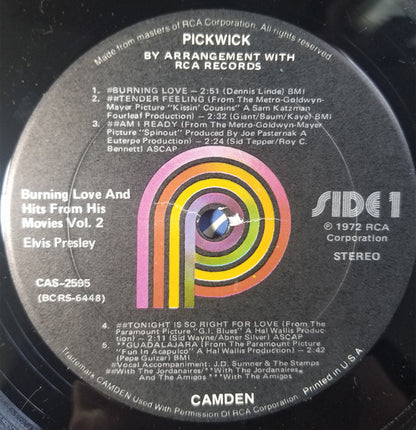 Made from masters of RCA Corporation. All rights reserved.
PICKWICK
BY ARRANGEMENT WITH
RCA RECORDS
1. #BURNING LOVE — 2:51 (Dennis Linde) BMI
2. ##TENDER FEELING (From The Metro-Goldwyn-
Mayer Picture "Kissin' Cousins" A Sam Katzman
Fourleaf Production) — 2:32 (Giant/Baum/Kaye) BMI
3. ##AM I READY (From The Metro-Goldwyn-Mayer
Picture "Spinout" Produced By Joe Pasternak A
Euterpe Production) — 2:24 (Sid Tepper/Roy C.
Bennett) ASCAP
Burning Love And
Hits From His
Movies Vol. 2
Elvis Presley
CAS-2595
(BCRS-6448)
SIDE 1
℗ 1972 RCA
Corporation
STEREO
4. ##TONIGHT IS SO RIGHT FOR LOVE (From The
Paramount Picture "G.I. Blues" A Hal Wallis Produc-
tion) — 2:11 (Sid Wayne/Abner Silver) ASCAP
5. **GUADALAJARA (From The Paramount Picture
"Fun In Acapulco" A Hal Wallis Production) — 2:42
(Pepe Guizar) BMI
#Vocal Accompaniment: J.D. Sumner & The Stamps
##With The Jordanaires/**With The Jordanaires
And The Amigos ***With The Amigos
CAMDEN
Trademark CAMDEN Used With Permission Of RCA Corporation. Printed in U.S.A.